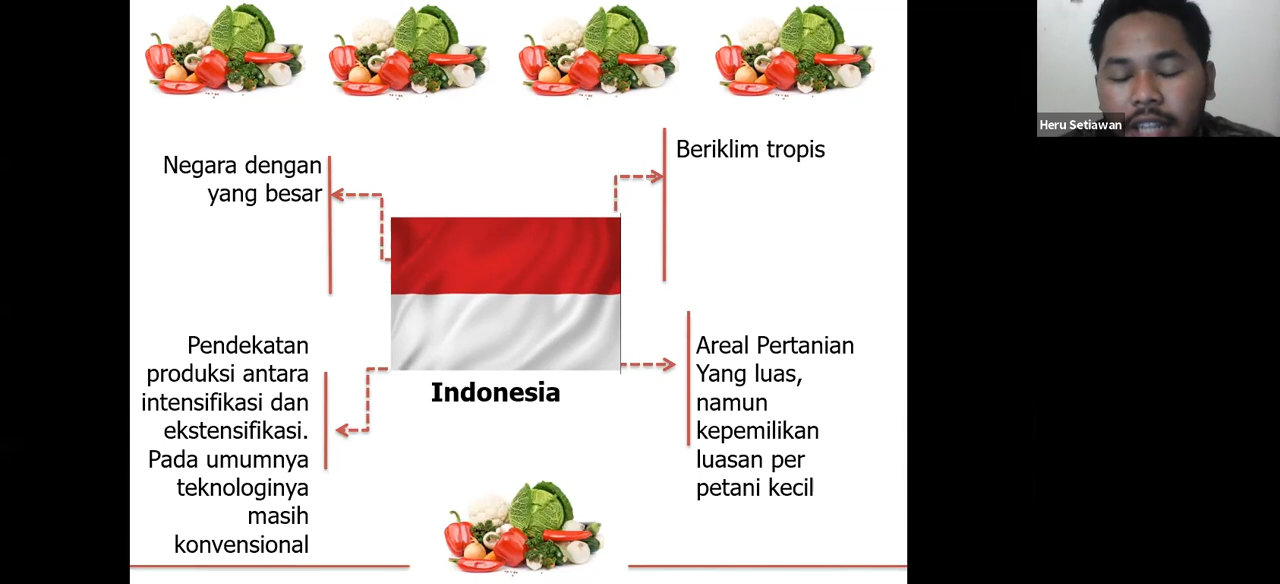 Negara dengan
yang besar
Beriklim tropis
Indonesia
Pendekatan
produksi antara
intensifikasi dan
ekstensifikasi.
Pada umumnya
teknologinya
masih
konvensional
Areal Pertanian
Yang luas,
namun
kepemilikan
luasan per
petani kecil
Heru Setiawan